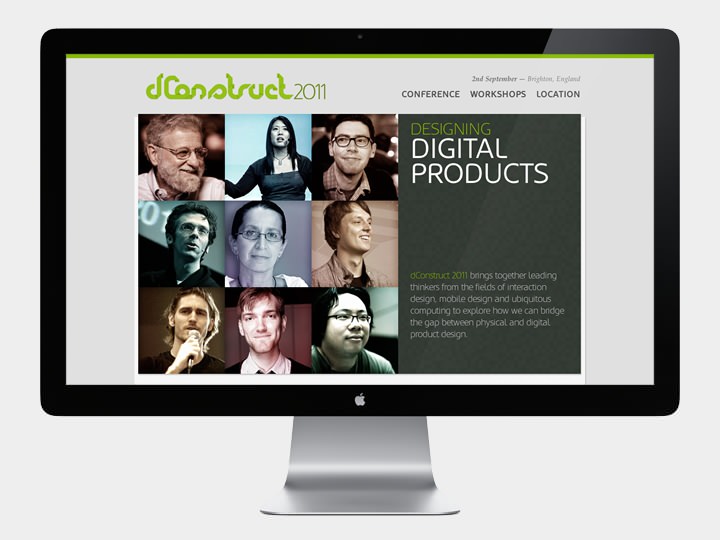 2nd September — Brighton, England
dConstruct 2011
CONFERENCE WORKSHOPS LOCATION
DESIGNING
DIGITAL
PRODUCTS
dConstruct 2011 brings together leading
thinkers from the fields of interaction
design, mobile design and ubiquitous
computing to explore how we can bridge
the gap between physical and digital
product design.